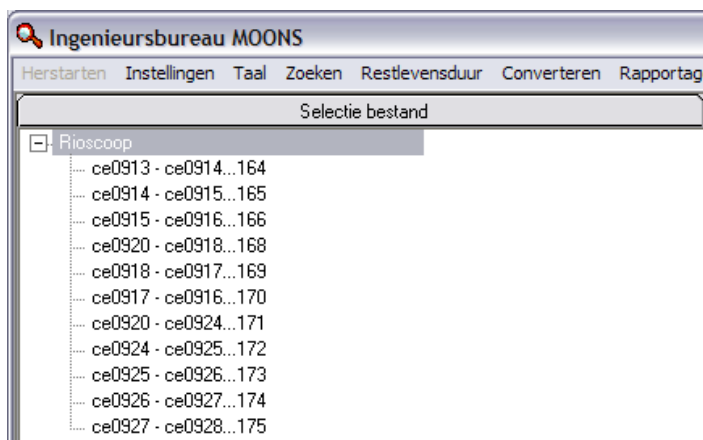 Ingenieursbureau MOONS
Herstarten Instellingen Taal Zoeken Restlevensduur Converteren Rapportag
Selectie bestand
Rioscoop
ce0913 - ce0914...164
ce0914 - ce0915...165
ce0915 - ce0916...166
ce0920 - ce0918...168
ce0918 - ce0917...169
ce0917 - ce0916...170
ce0920 - ce0924...171
ce0924 - ce0925...172
ce0925 - ce0926...173
ce0926 - ce0927...174
ce0927 - ce0928...175